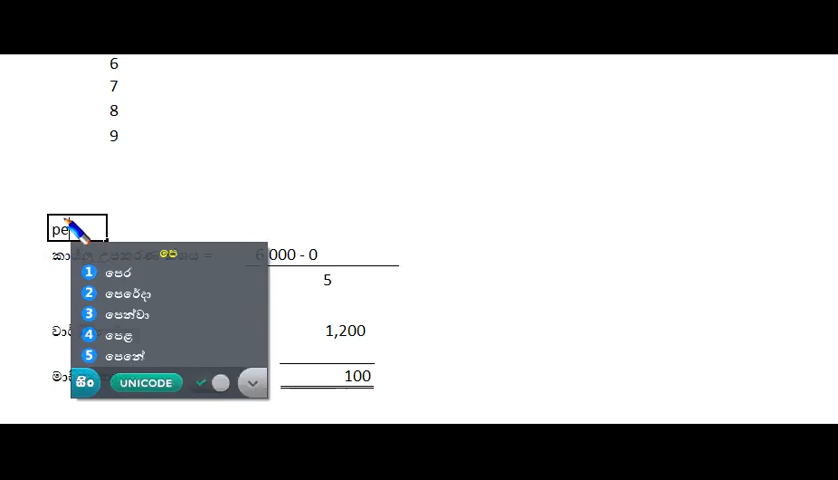 6
7
8
9
pe
පෙ
6,000 - 0
1 පෙර
5
2 පෙරේදා
3 පෙන්වා
1,200
4 පෙළ
5 පෙනේ
සිං UNICODE
100